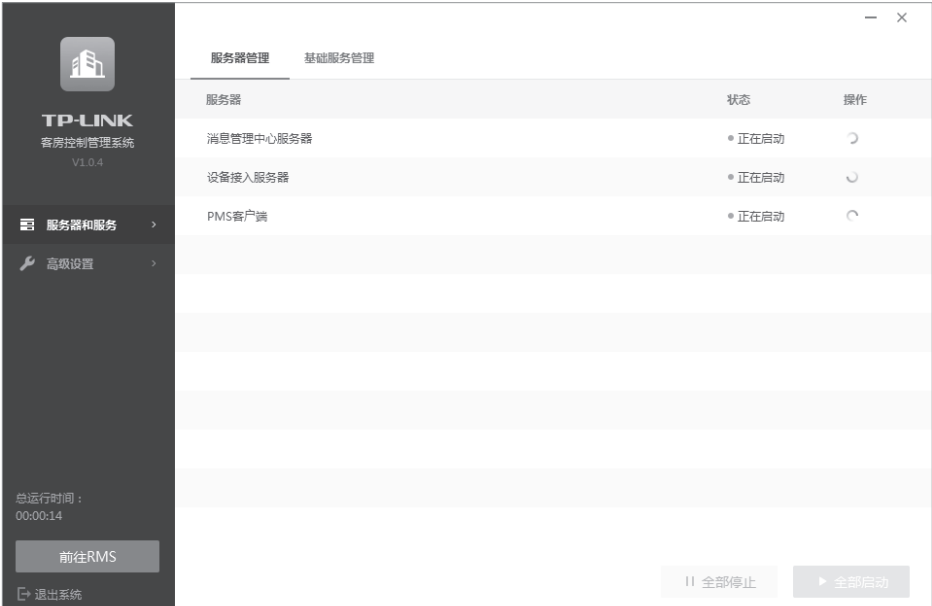 服务器管理 基础服务管理
TP-LINK
客房控制管理系统
V1.0.4
服务器和服务
高级设置
总运行时间：
00:00:14
前往RMS
退出系统
服务器 状态 操作
消息管理中心服务器 正在启动
设备接入服务器 正在启动
PMS客户端 正在启动
全部停止 全部启动